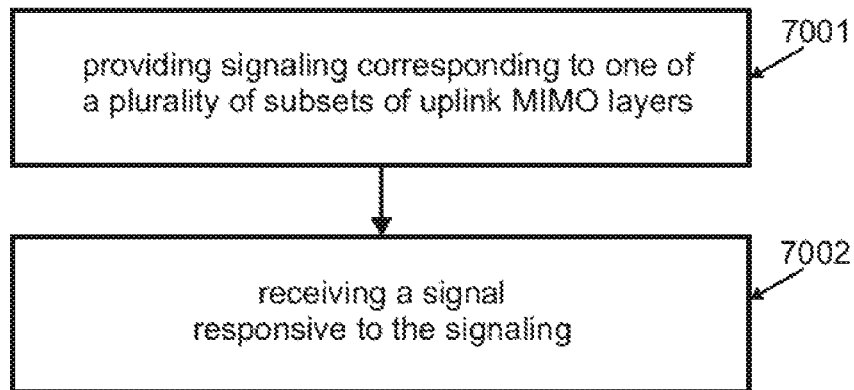 7001
providing signaling corresponding to one of
a plurality of subsets of uplink MIMO layers
7002
receiving a signal
responsive to the signaling